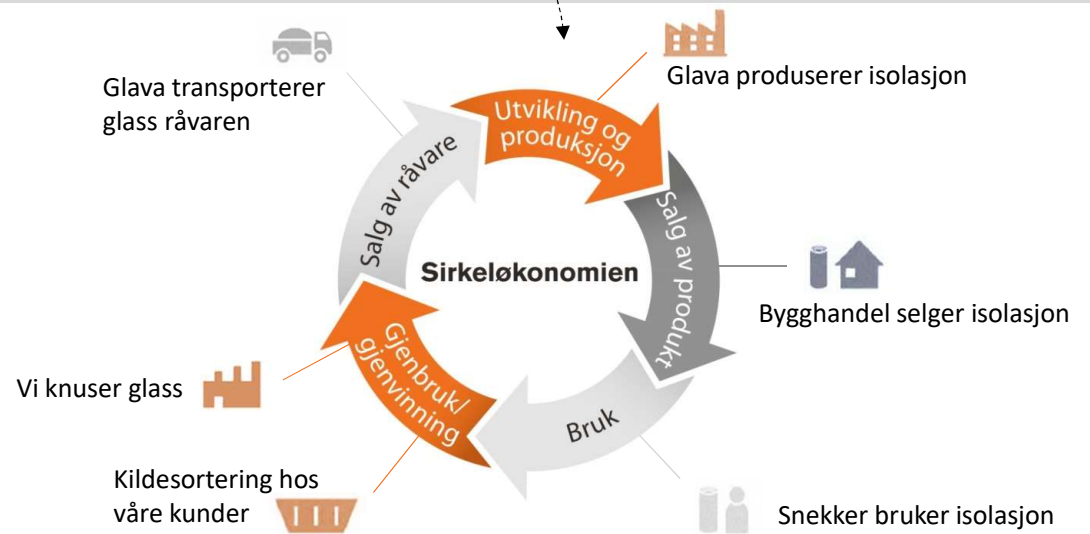 Glava produserer isolasjon
Glava transporterer
glass råvaren
Utvikling og
produksjon
Salg av råvare
Salg av produkt
Sirkeløkonomien
Bygghandel selger isolasjon
Gjenbruk/
gjenvinning
Vi knuser glass
Bruk
Kildesortering hos
våre kunder
Snekker bruker isolasjon